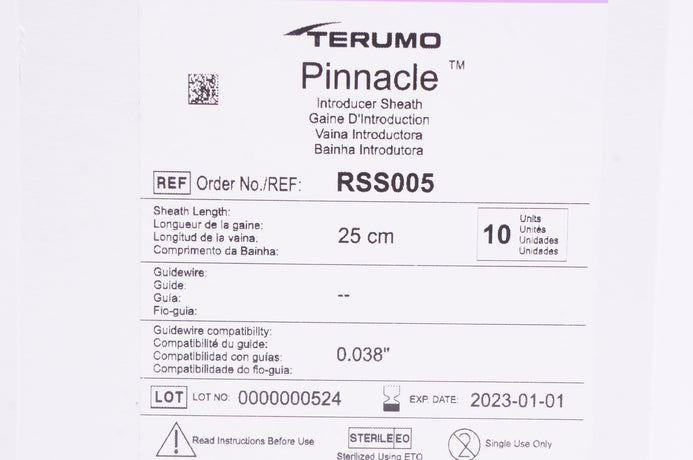 TERUMO
Pinnacle™
Introducer Sheath
Gaine D'Introduction
Vaina Introductora
Bainha Introdutora
REF Order No./REF: RSS005
Sheath Length:
Longueur de la gaine:
Longitud de la vaina:
Comprimento da Bainha:
25 cm
10
Units
Unités
Unidades
Unidades
Guidewire:
Guide:
Guía:
Fio-guia:
--
Guidewire compatibility:
Compatibilité du guide:
Compatibilidad con guías:
Compatibilidade do fio-guia:
0.038"
LOT LOT NO: 0000000524 EXP. DATE: 2023-01-01
Read Instructions Before Use
STERILE EO
Sterilized Using ETO
2
Single Use Only